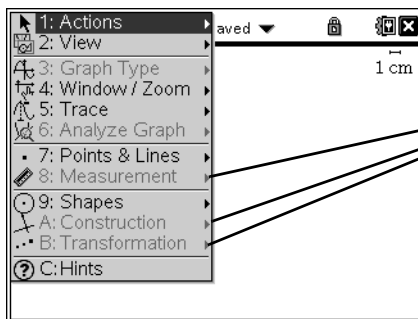 1: Actions
2: View
3: Graph Type
4: Window / Zoom
5: Trace
6: Analyze Graph
7: Points & Lines
8: Measurement
9: Shapes
A: Construction
B: Transformation
C: Hints
aved
1 cm